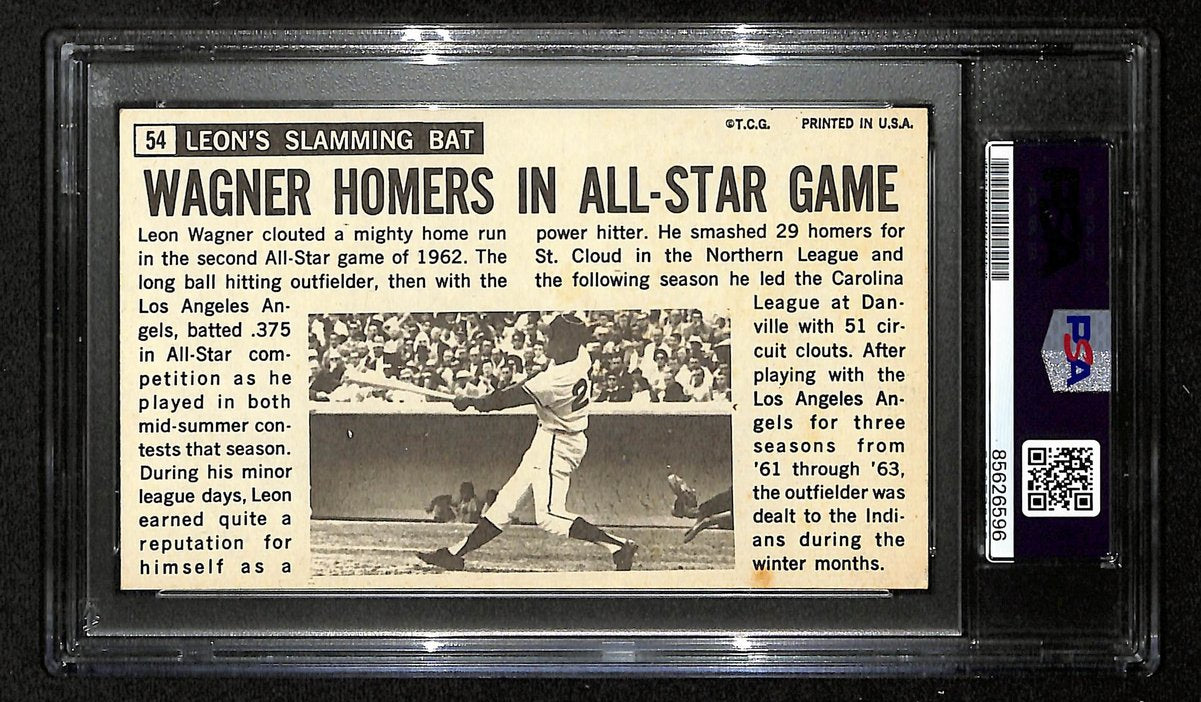 54 LEON'S SLAMMING BAT
©T.C.G. PRINTED IN U.S.A.
WAGNER HOMERS IN ALL-STAR GAME
Leon Wagner clouted a mighty home run
in the second All-Star game of 1962. The
long ball hitting outfielder, then with the
Los Angeles An-
gels, batted .375
in All-Star com-
petition as he
played in both
mid-summer con-
tests that season.
During his minor
league days, Leon
earned quite a
reputation for
himself as a
power hitter. He smashed 29 homers for
St. Cloud in the Northern League and
the following season he led the Carolina
League at Dan-
ville with 51 cir-
cuit clouts. After
playing with the
Los Angeles An-
gels for three
seasons from
'61 through '63,
the outfielder was
dealt to the Indi-
ans during the
winter months.
2
PSA
PSA
85626596